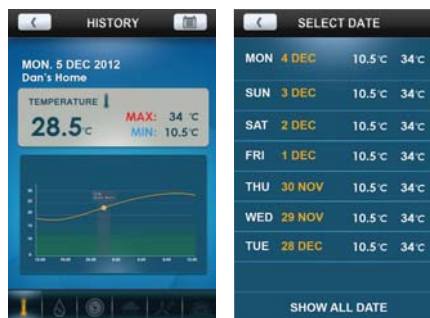 HISTORY
MON. 5 DEC 2012
Dan's Home
TEMPERATURE
28.5°C
MAX: 34 °C
MIN: 10.5°C
SELECT DATE
MON 4 DEC 10.5°C 34°C
SUN 3 DEC 10.5°C 34°C
SAT 2 DEC 10.5°C 34°C
FRI 1 DEC 10.5°C 34°C
THU 30 NOV 10.5°C 34°C
WED 29 NOV 10.5°C 34°C
TUE 28 DEC 10.5°C 34°C
SHOW ALL DATE